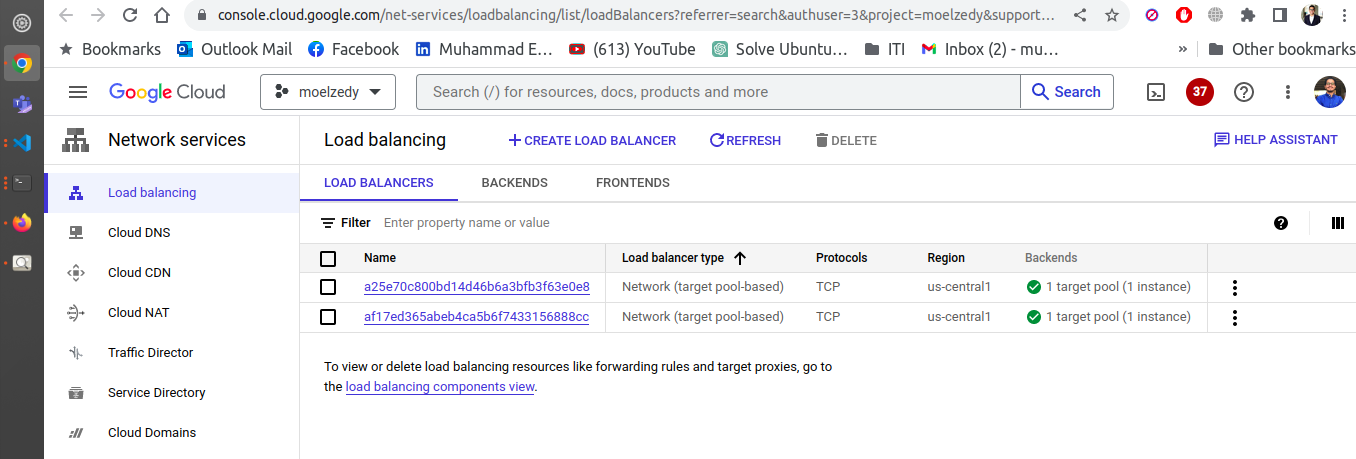 console.cloud.google.com/net-services/loadbalancing/list/loadBalancers?referrer=search&authuser=3&project=moelzedy&support...
Bookmarks Outlook Mail Facebook Muhammad E... (613) YouTube Solve Ubuntu... ITI Inbox (2) - mu... » Other bookmarks
Google Cloud moelzedy Search (/) for resources, docs, products and more Search 37
Network services Load balancing CREATE LOAD BALANCER REFRESH DELETE HELP ASSISTANT
Load balancing LOAD BALANCERS BACKENDS FRONTENDS
Cloud DNS Filter Enter property name or value
Name Load balancer type Protocols Region Backends
Cloud CDN a25e70c800bd14d46b6a3bfb3f63e0e8 Network (target pool-based) TCP us-central1 1 target pool (1 instance)
Cloud NAT af17ed365abeb4ca5b6f7433156888cc Network (target pool-based) TCP us-central1 1 target pool (1 instance)
Traffic Director
To view or delete load balancing resources like forwarding rules and target proxies, go to
Service Directory the load balancing components view.
Cloud Domains